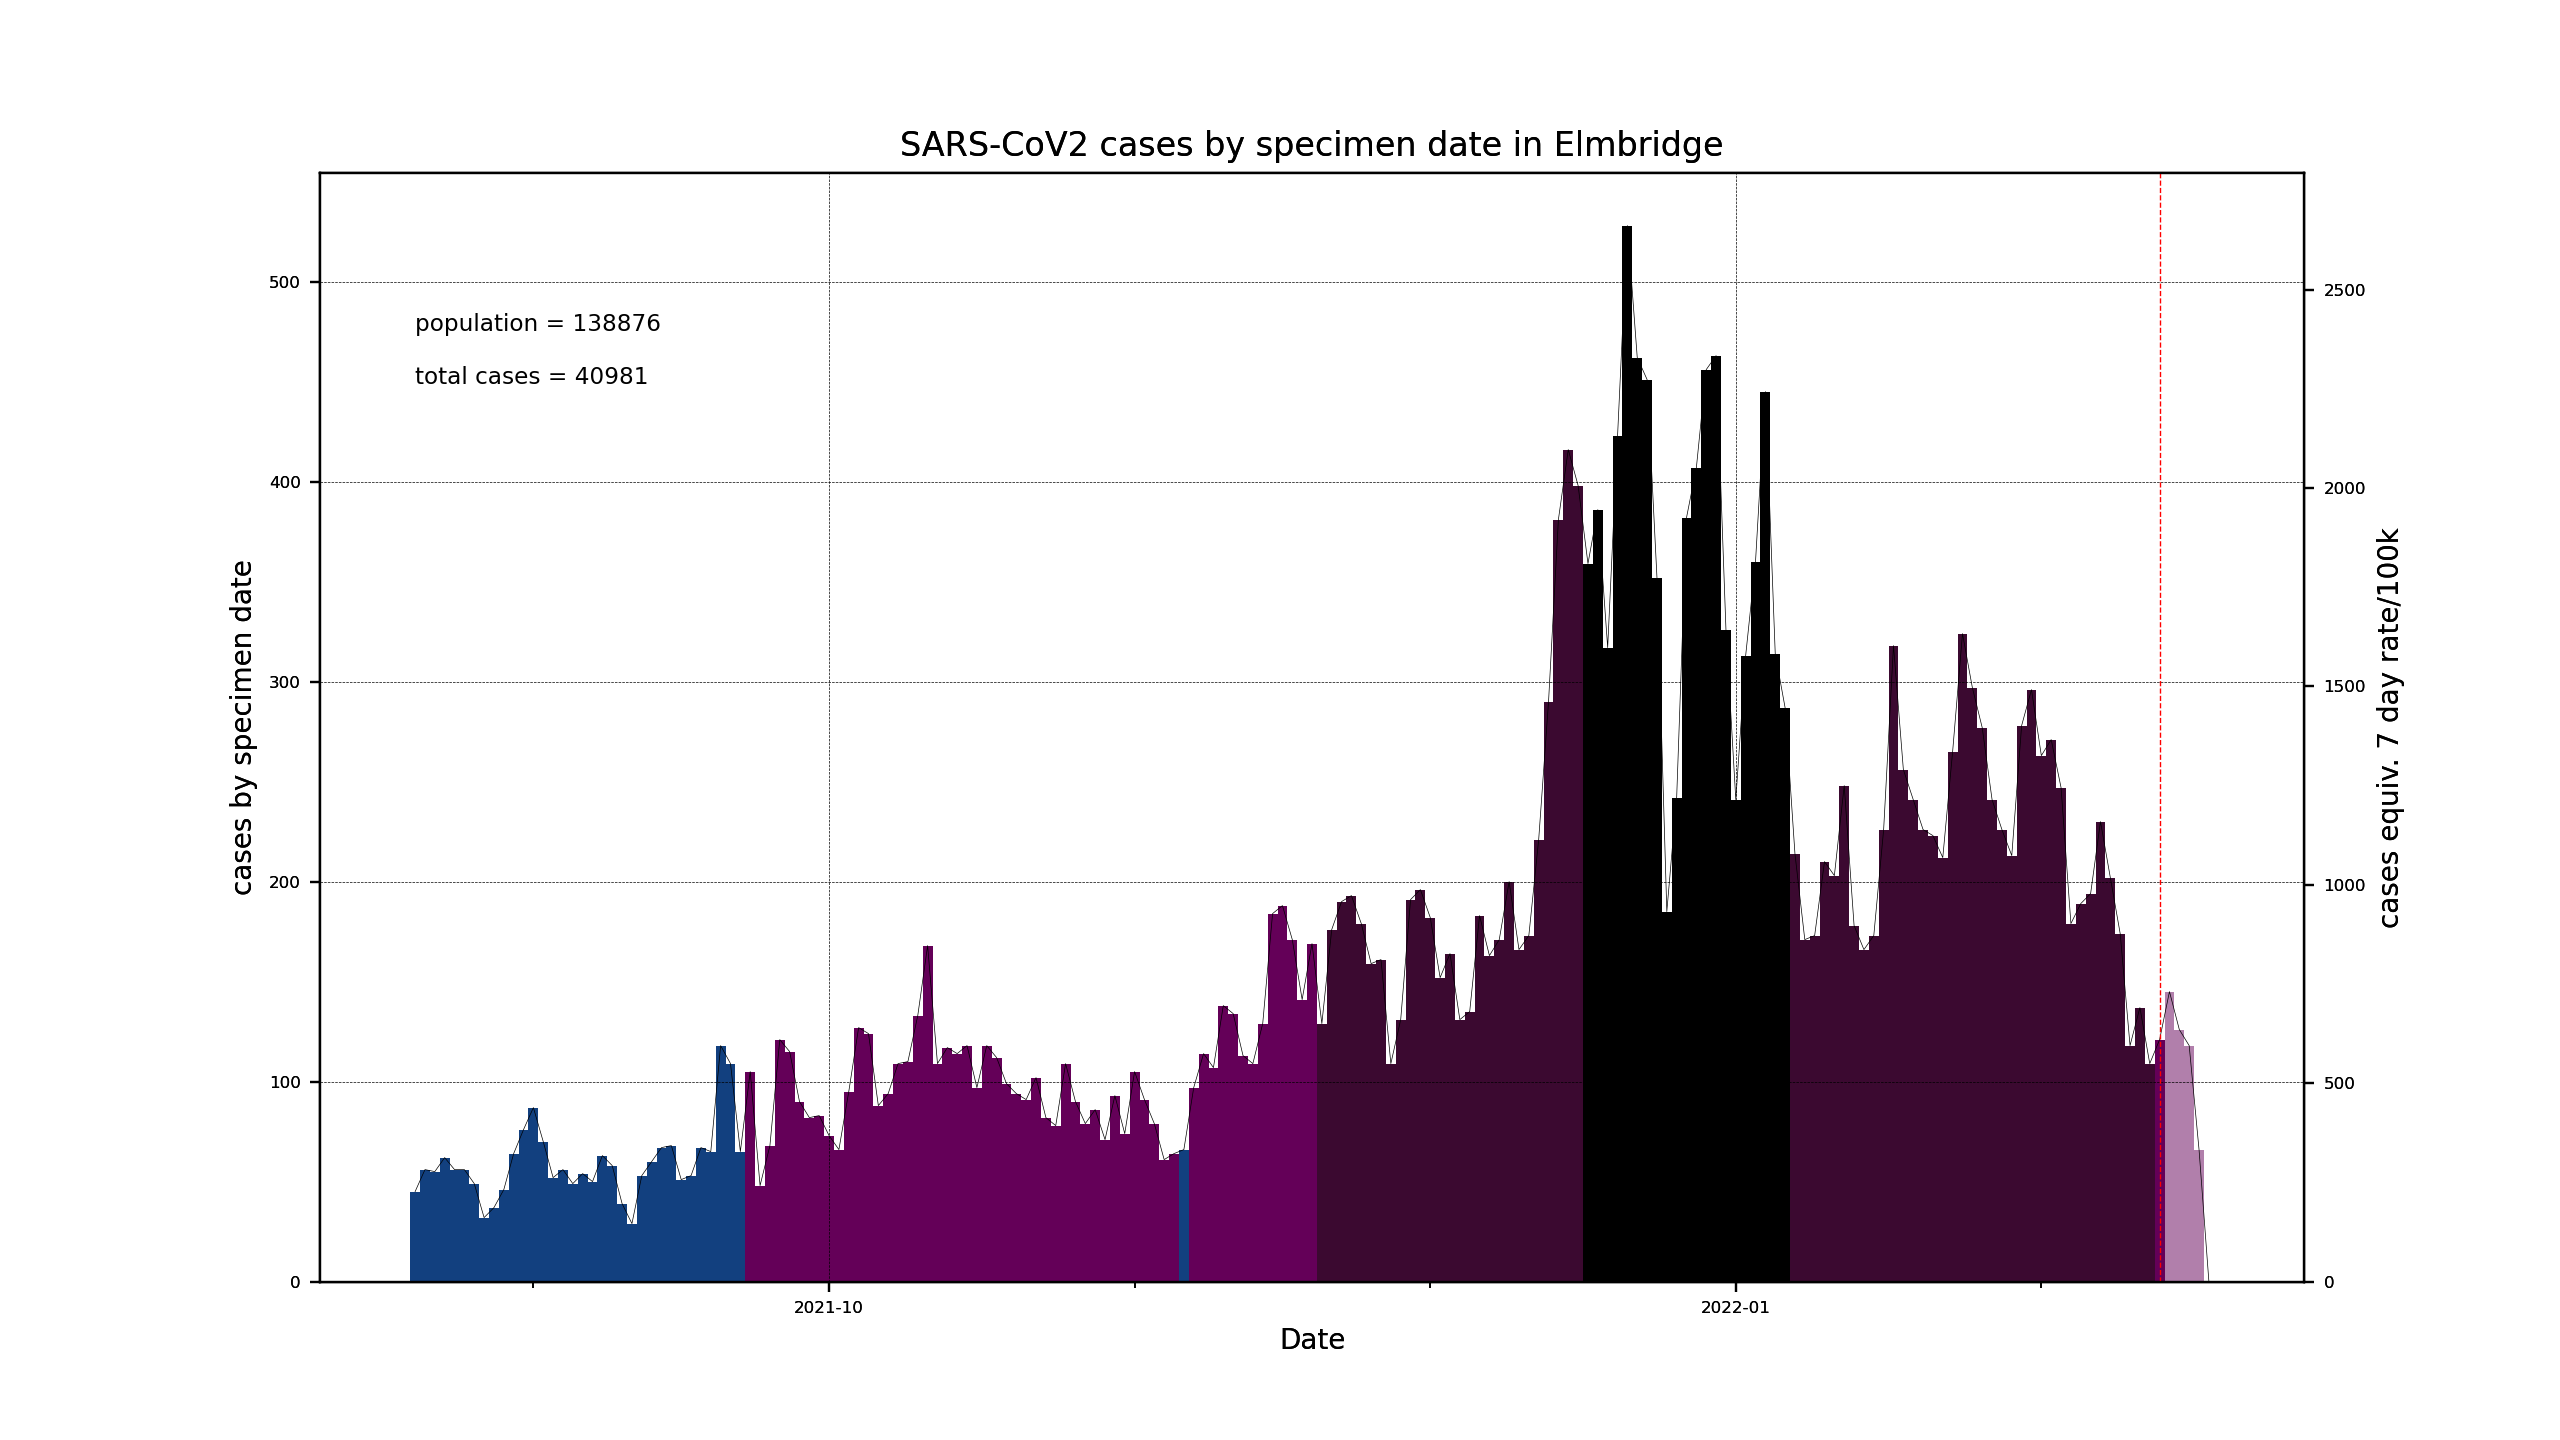 SARS-CoV2 cases by specimen date in Elmbridge
population = 138876
total cases = 40981
cases by specimen date
500
400
300
200
100
0
2500
2000
1500
1000
500
0
cases equiv. 7 day rate/100k
2021-10
2022-01
Date